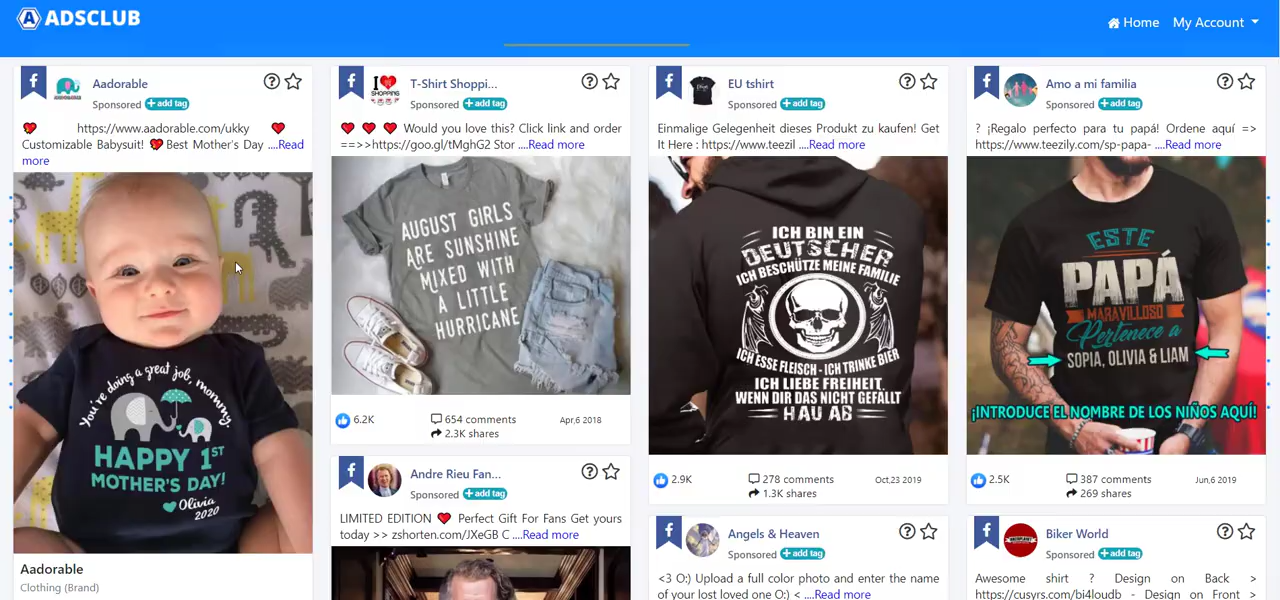 A ADSCLUB
Home My Account
Aadorable
Sponsored + add tag
https://www.aadorable.com/ukky
Customizable Babysuit! Best Mother's Day ....Read
more
You're doing a great job, mommy.
HAPPY 1ST
MOTHER'S DAY!
Olivia
2020
Aadorable
Clothing (Brand)
T-Shirt Shoppi...
I
SHOPPING
Sponsored + add tag
Would you love this? Click link and order
==>>https://goo.gl/tMghG2 Stor ....Read more
AUGUST GIRLS
ARE SUNSHINE
MIXED WITH
A LITTLE
HURRICANE
6.2K 654 comments Apr,6 2018
2.3K shares
Andre Rieu Fan...
Sponsored + add tag
LIMITED EDITION Perfect Gift For Fans Get yours
today >> zshorten.com/JXeGB C ....Read more
EU tshirt
Sponsored + add tag
Einmalige Gelegenheit dieses Produkt zu kaufen! Get
It Here : https://www.teezil ....Read more
ICH BIN EIN
DEUTSCHER
ICH BESCHÜTZE MEINE FAMILIE
ICH ESSE FLEISCH - ICH TRINKE BIER
ICH LIEBE FREIHEIT.
WENN DIR DAS NICHT GEFÄLLT
HAU AB
2.9K 278 comments Oct,23 2019
1.3K shares
Angels & Heaven
Sponsored + add tag
<3 O:) Upload a full color photo and enter the name
of your lost loved one O:) < ....Read more
Amo a mi familia
Sponsored + add tag
? ¡Regalo perfecto para tu papá! Ordene aquí =>
https://www.teezily.com/sp-papa- ....Read more
ESTE
PAPÁ
MARAVILLOSO
Pertenece a
SOPIA, OLIVIA & LIAM
¡INTRODUCE EL NOMBRE DE LOS NIÑOS AQUÍ!
2.5K 387 comments Jun,6 2019
269 shares
Biker World
Sponsored + add tag
Awesome shirt ? Design on Back >
https://cusyrs.com/bi4loudb - Design on Front >